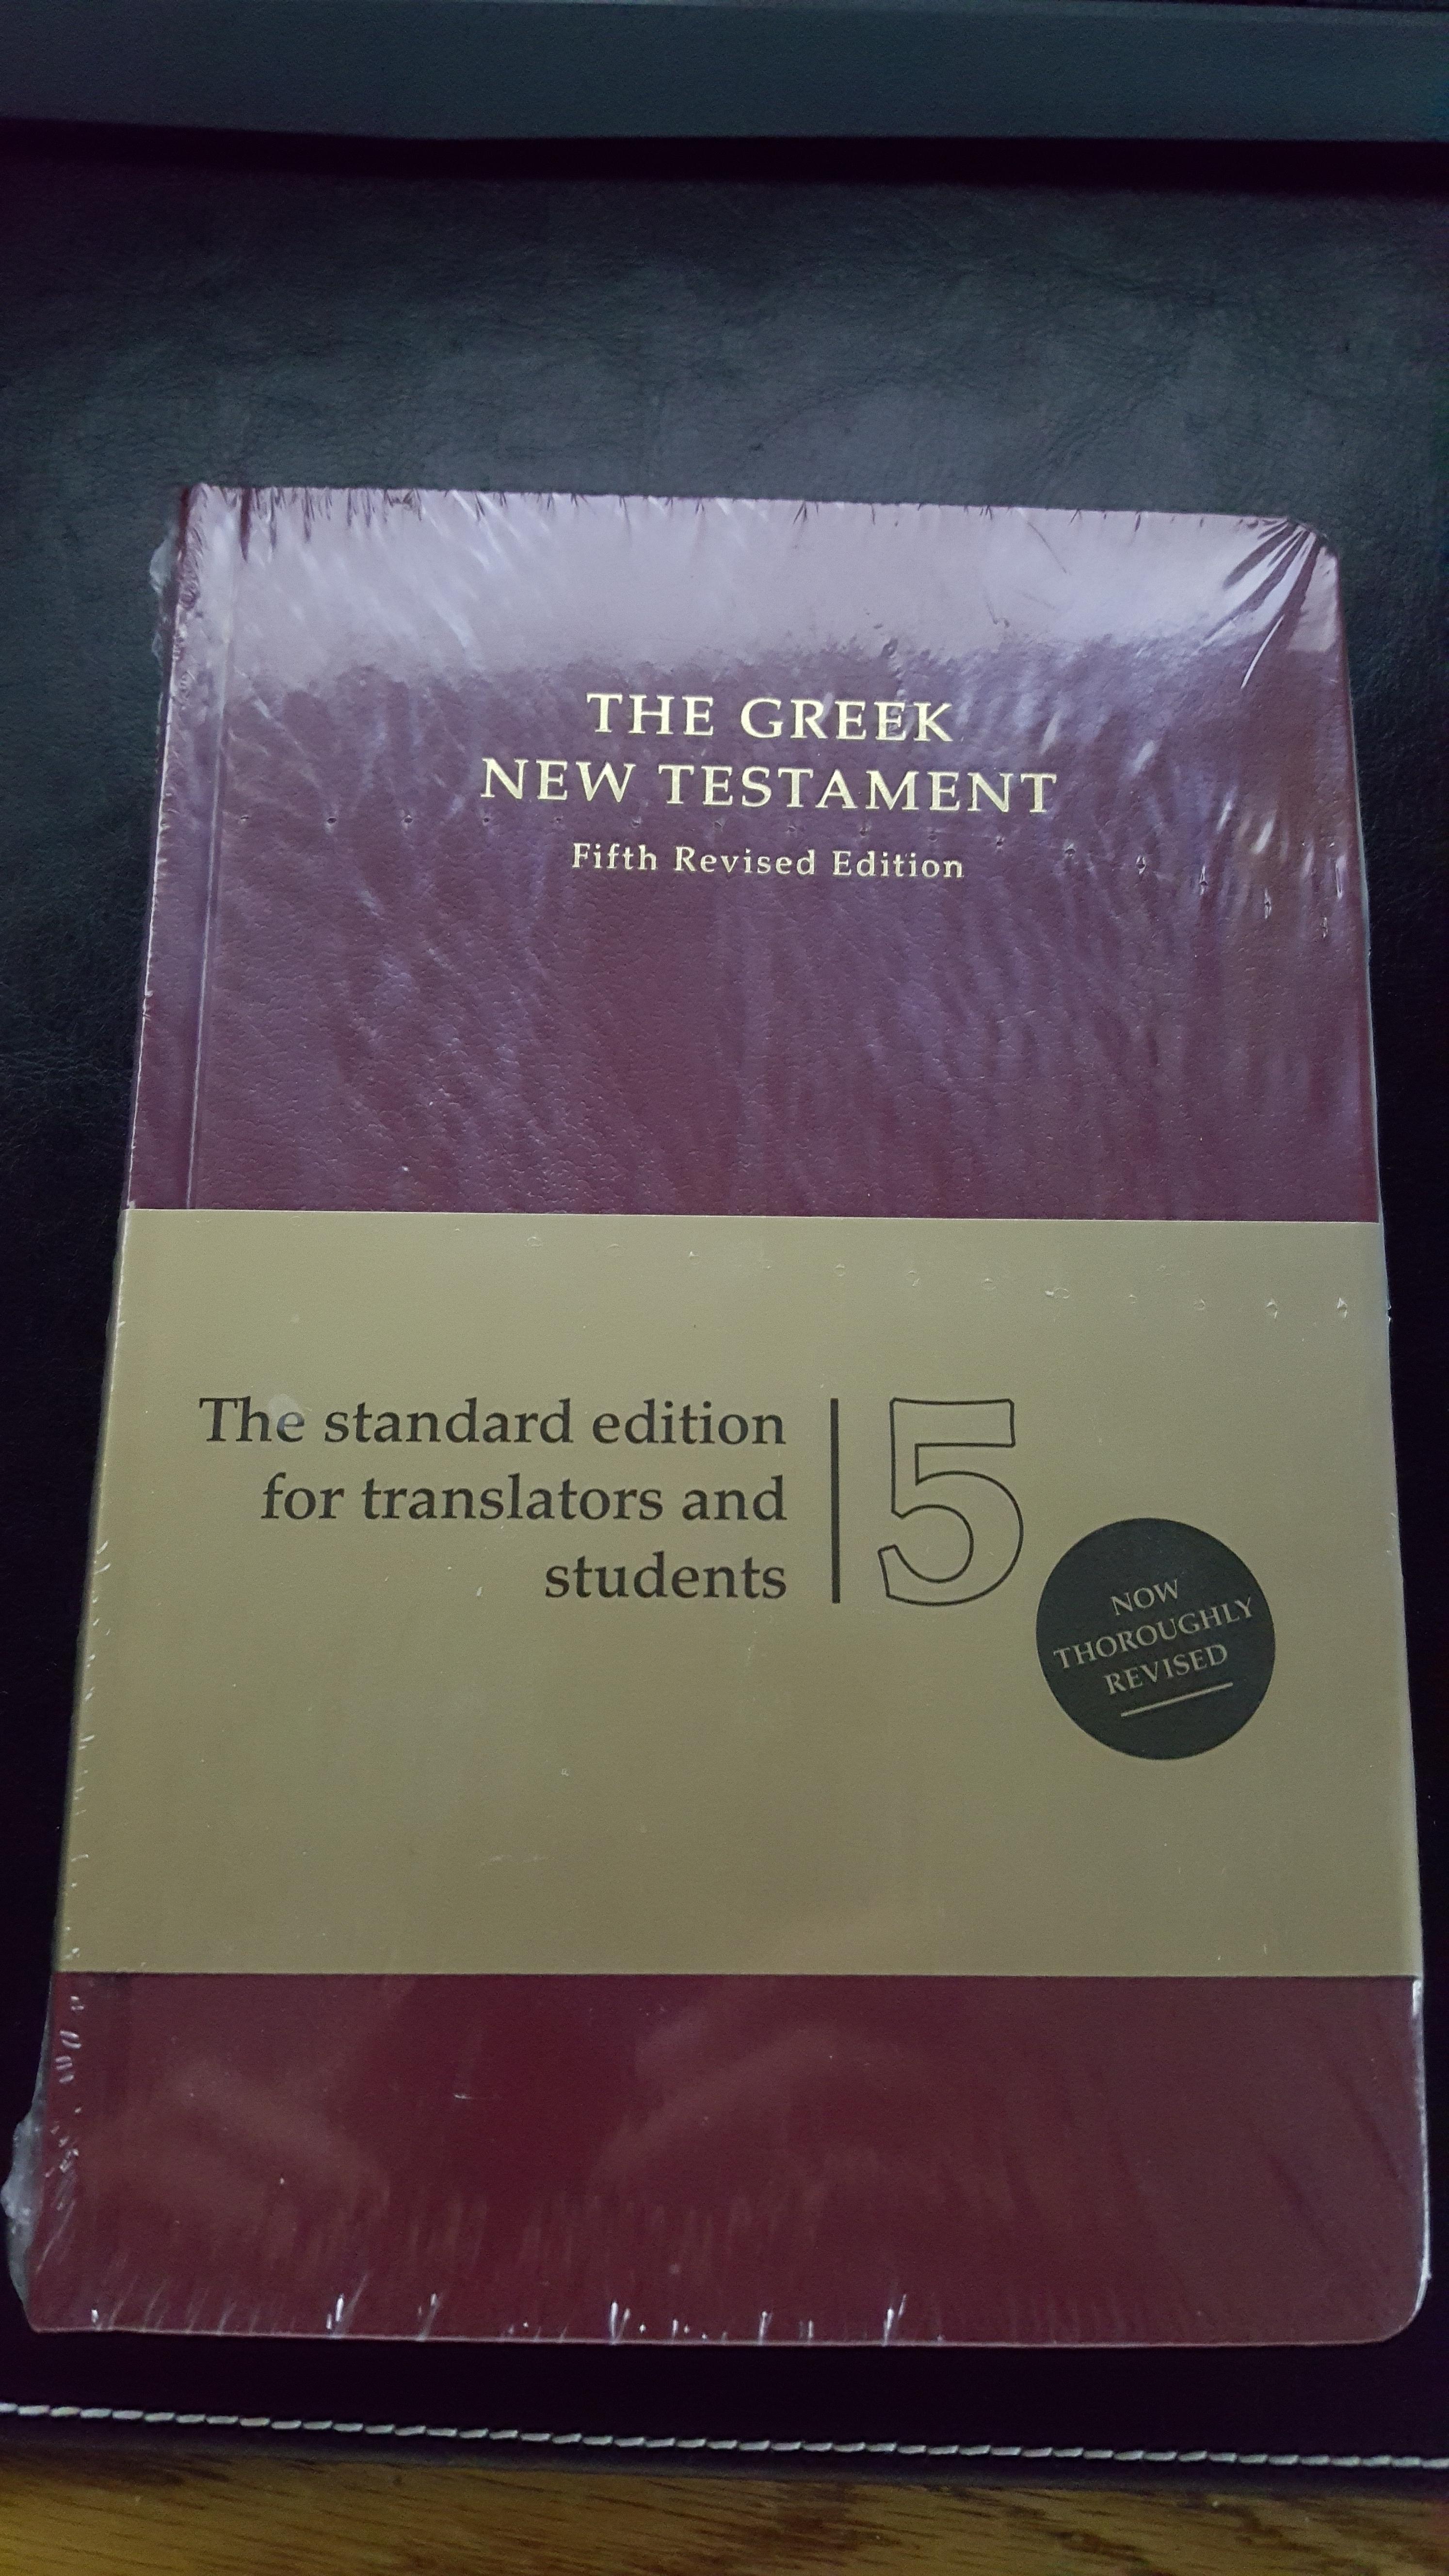 THE GREEK
NEW TESTAMENT
Fifth Revised Edition
The standard edition
for translators and
students
5
NOW
THOROUGHLY
REVISED